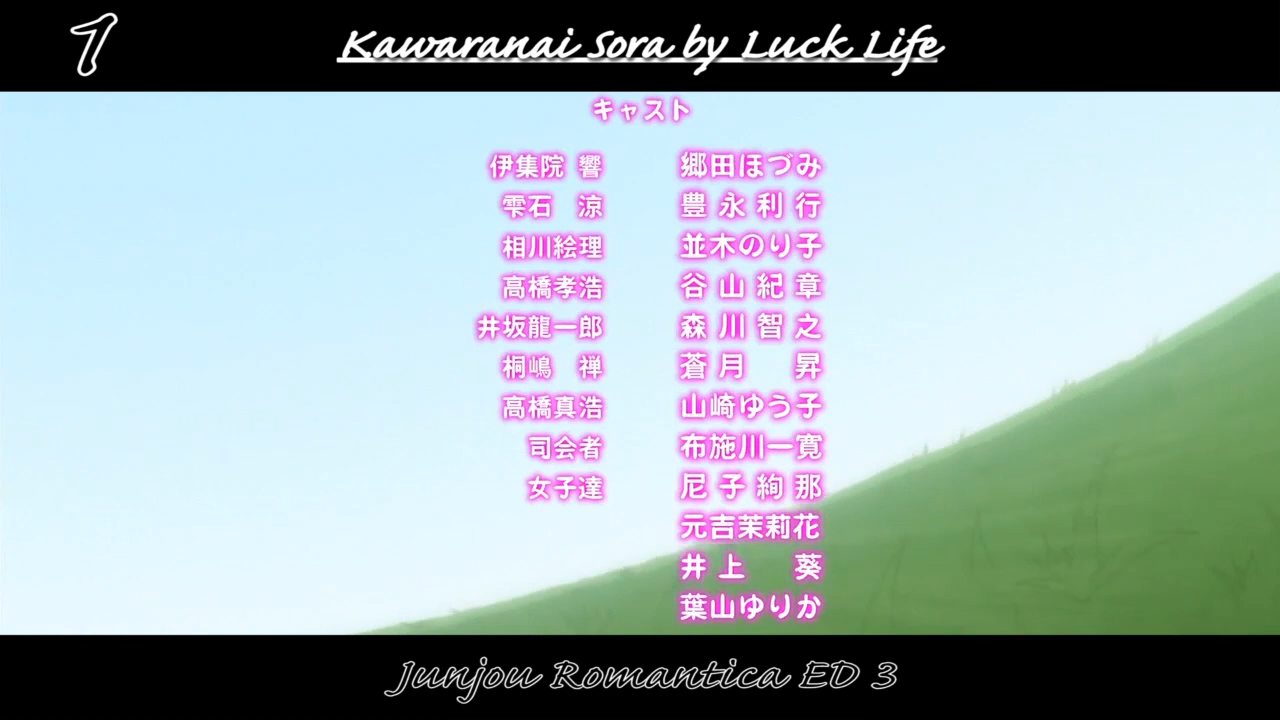 1
Kawaranai Sora by Luck Life
キャスト
伊集院 響 郷田ほづみ
雫石 涼 豊永利行
相川絵理 並木のり子
高橋孝浩 谷山紀章
井坂龍一郎 森川智之
桐嶋 禅 蒼月 昇
高橋真浩 山崎ゆう子
司会者 布施川一寛
女子達 尼子絢那
元吉茉莉花
井上 葵
葉山ゆりか
Junjou Romantica ED 3